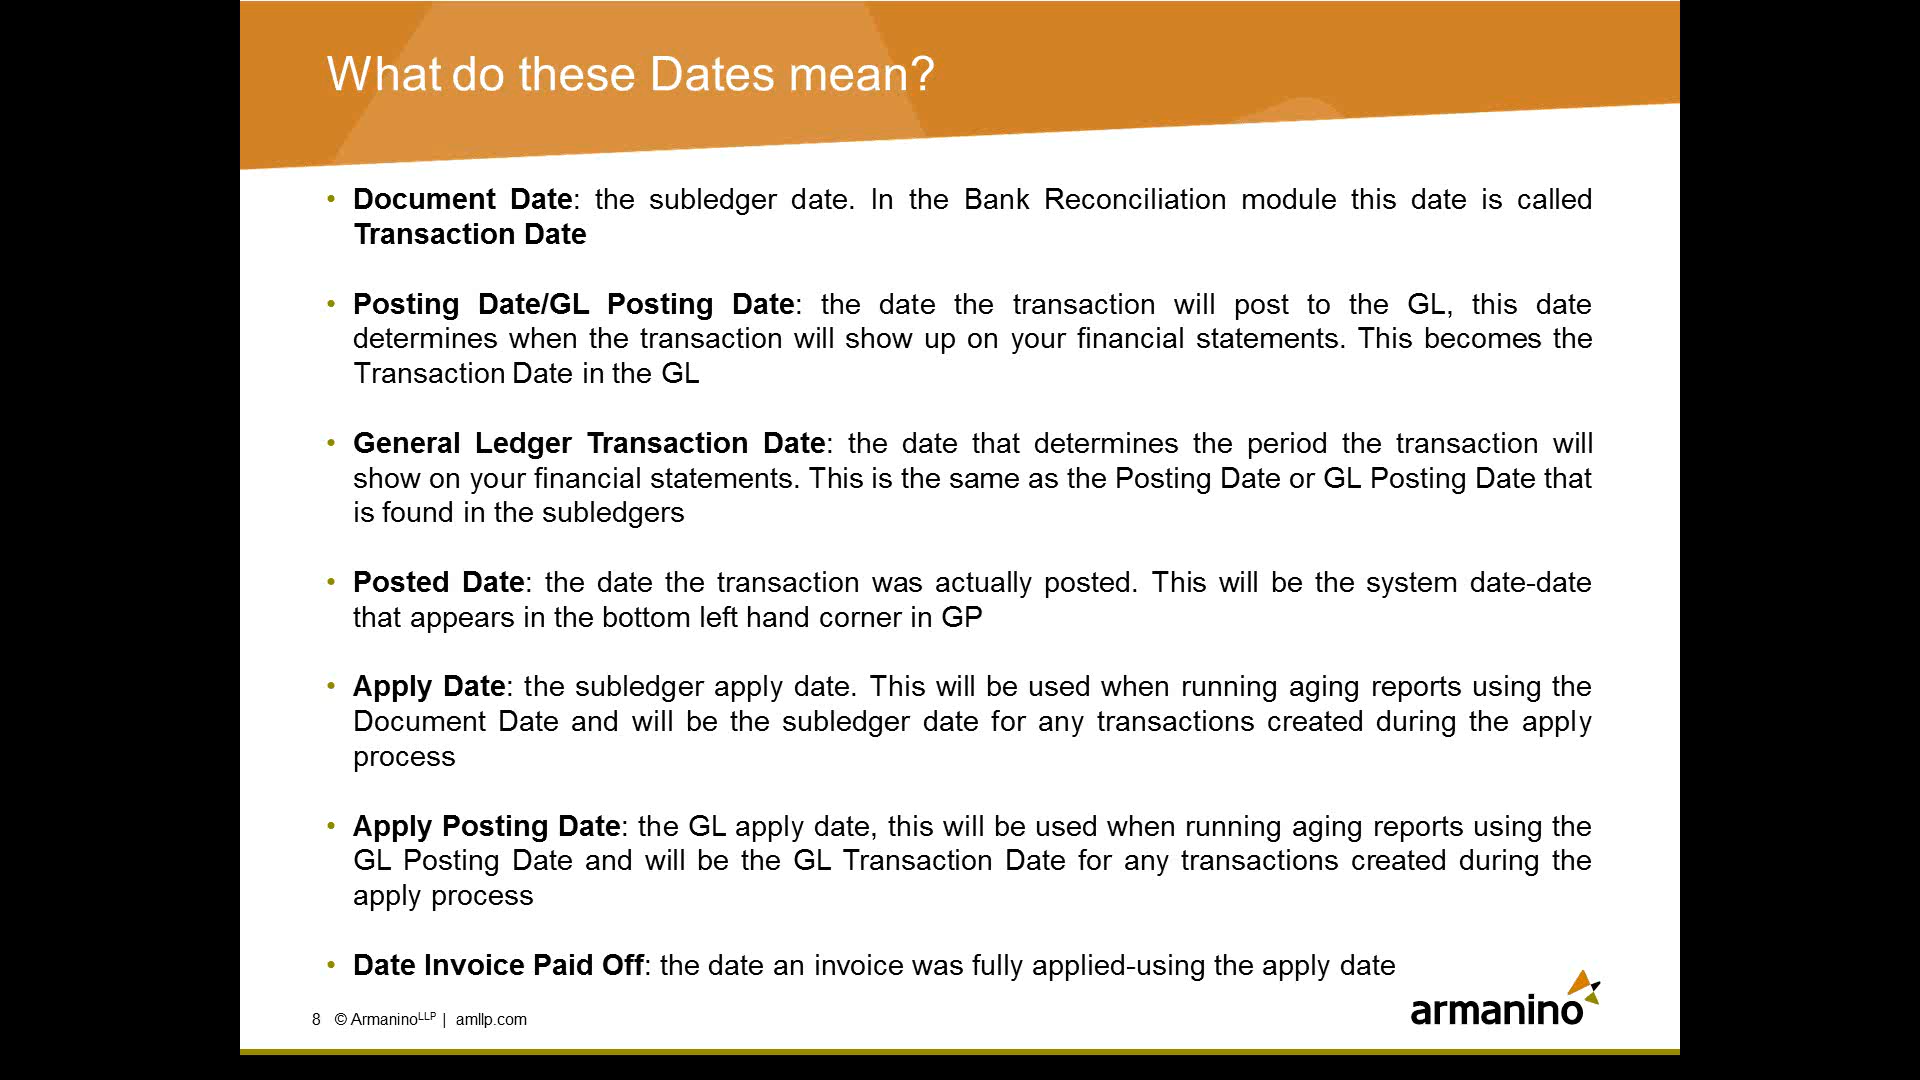 What do these Dates mean?
• Document Date: the subledger date. In the Bank Reconciliation module this date is called
Transaction Date
• Posting Date/GL Posting Date: the date the transaction will post to the GL, this date
determines when the transaction will show up on your financial statements. This becomes the
Transaction Date in the GL
• General Ledger Transaction Date: the date that determines the period the transaction will
show on your financial statements. This is the same as the Posting Date or GL Posting Date that
is found in the subledgers
• Posted Date: the date the transaction was actually posted. This will be the system date-date
that appears in the bottom left hand corner in GP
• Apply Date: the subledger apply date. This will be used when running aging reports using the
Document Date and will be the subledger date for any transactions created during the apply
process
• Apply Posting Date: the GL apply date, this will be used when running aging reports using the
GL Posting Date and will be the GL Transaction Date for any transactions created during the
apply process
• Date Invoice Paid Off: the date an invoice was fully applied-using the apply date
armanino
8 © ArmaninoLLP | amllp.com